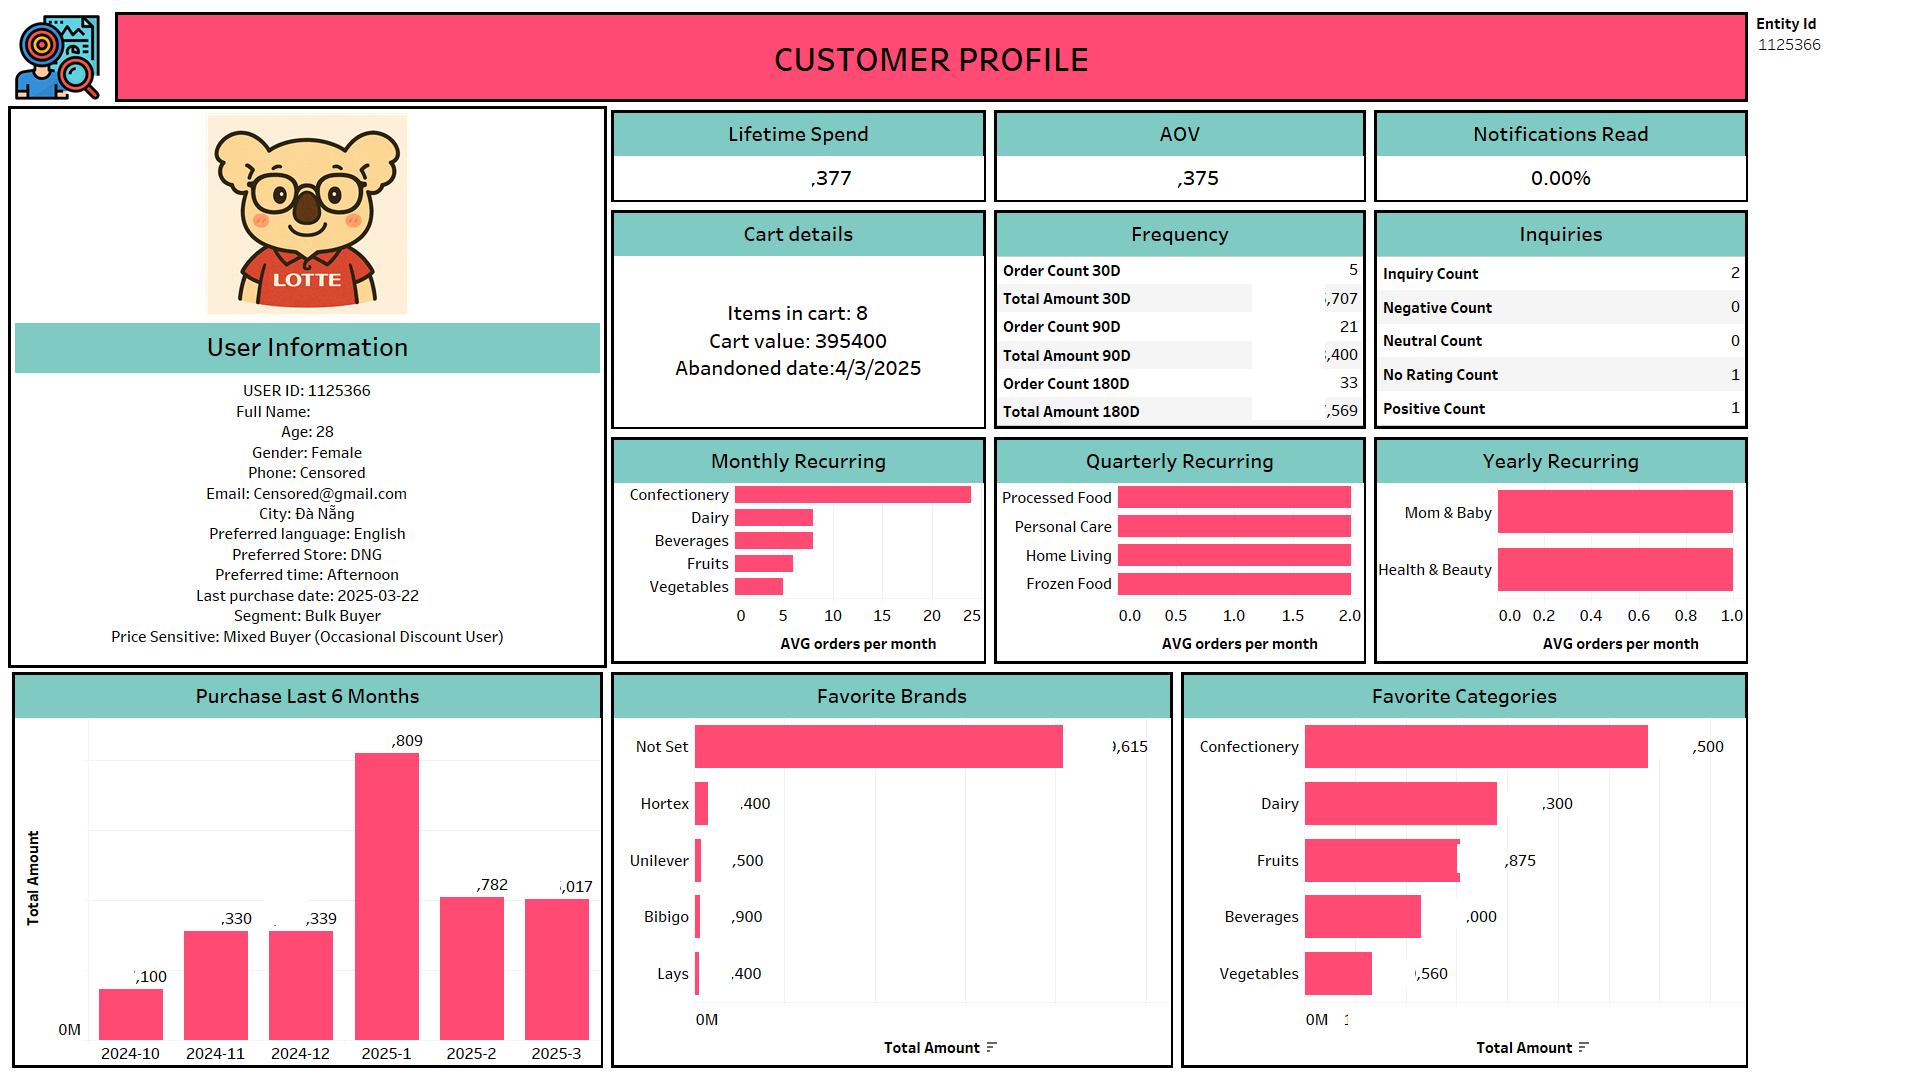 CUSTOMER PROFILE
Entity Id
1125366
LOTTE
User Information
USER ID: 1125366
Full Name:
Age: 28
Gender: Female
Phone: Censored
Email: Censored@gmail.com
City: Đà Nẵng
Preferred language: English
Preferred Store: DNG
Preferred time: Afternoon
Last purchase date: 2025-03-22
Segment: Bulk Buyer
Price Sensitive: Mixed Buyer (Occasional Discount User)
Lifetime Spend
,377
AOV
,375
Notifications Read
0.00%
Cart details
Items in cart: 8
Cart value: 395400
Abandoned date:4/3/2025
Frequency
Order Count 30D 5
Total Amount 30D ,707
Order Count 90D 21
Total Amount 90D ,400
Order Count 180D 33
Total Amount 180D ,569
Inquiries
Inquiry Count 2
Negative Count 0
Neutral Count 0
No Rating Count 1
Positive Count 1
Monthly Recurring
Confectionery
Dairy
Beverages
Fruits
Vegetables
0 5 10 15 20 25
AVG orders per month
Quarterly Recurring
Processed Food
Personal Care
Home Living
Frozen Food
0.0 0.5 1.0 1.5 2.0
AVG orders per month
Yearly Recurring
Mom & Baby
Health & Beauty
0.0 0.2 0.4 0.6 0.8 1.0
AVG orders per month
Purchase Last 6 Months
Total Amount
0M
,100
,330
,339
,809
,782
,017
2024-10 2024-11 2024-12 2025-1 2025-2 2025-3
Favorite Brands
Not Set ,615
Hortex ,400
Unilever ,500
Bibigo ,900
Lays ,400
0M
Total Amount
Favorite Categories
Confectionery ,500
Dairy ,300
Fruits ,875
Beverages ,000
Vegetables ,560
0M
Total Amount